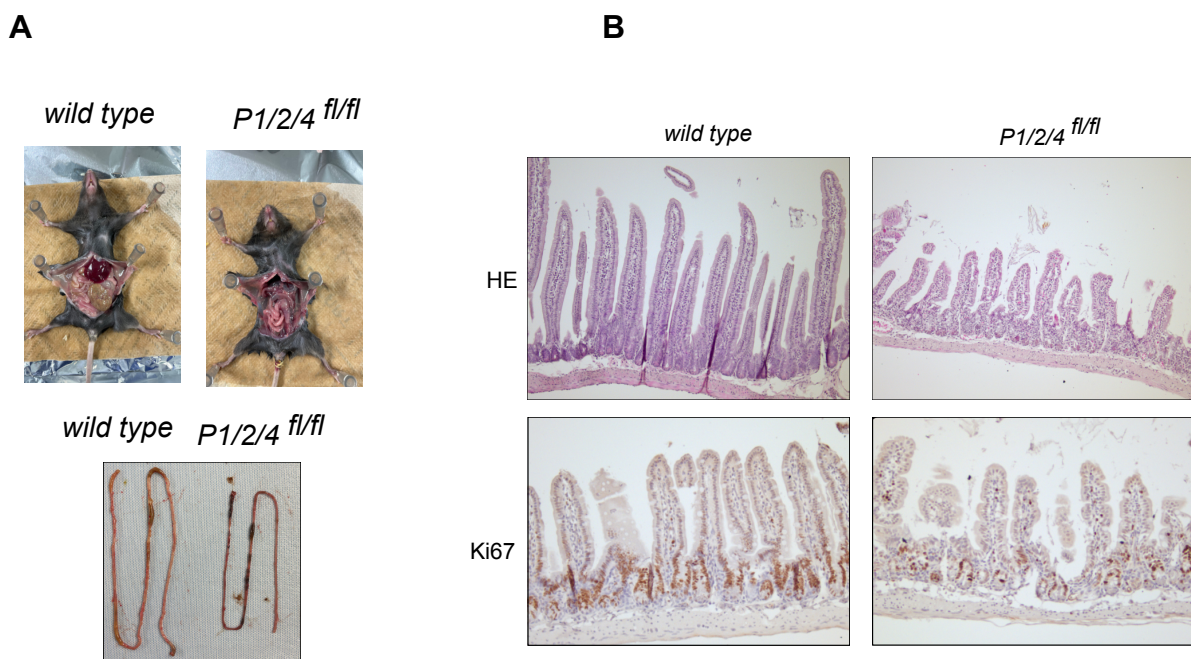 A
B
wild type
P1/2/4 fl/fl
wild type
P1/2/4 fl/fl
HE
Ki67
wild type P1/2/4 fl/fl